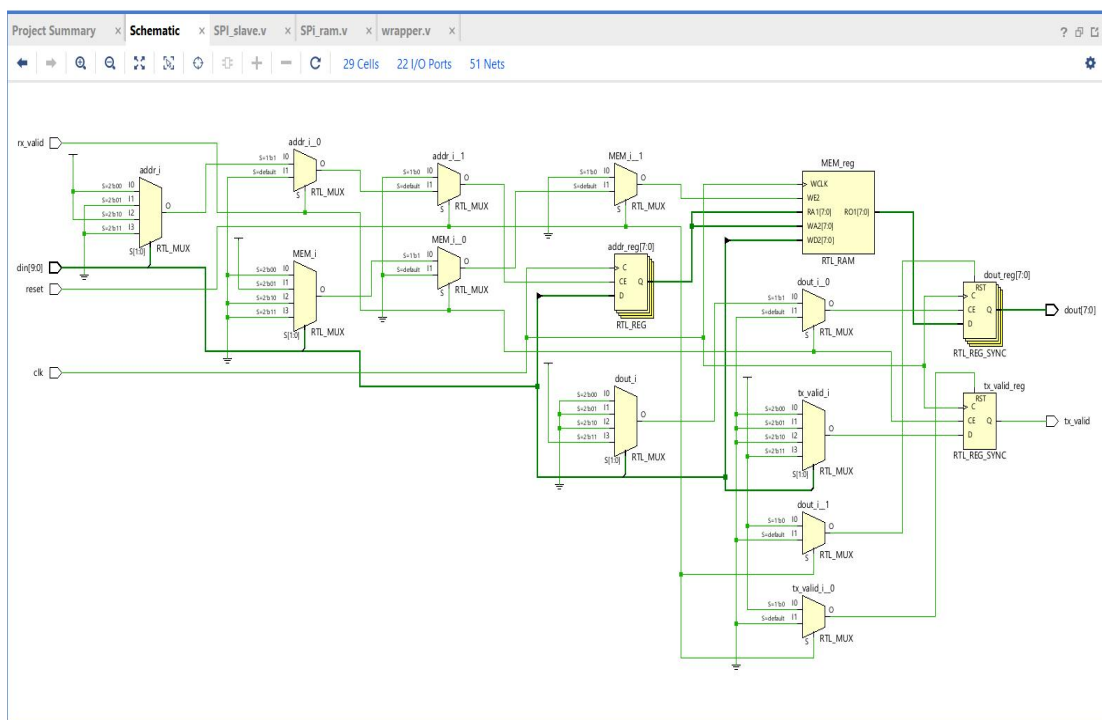 Project Summary × Schematic × SPI_slave.v × SPi_ram.v × wrapper.v ×
29 Cells 22 I/O Ports 51 Nets
rx_valid
din[9:0]
reset
clk
addr_i
S=2'b00 I0
S=2'b01 I1
S=2'b10 I2
S=2'b11 I3
O
S[1:0]
RTL_MUX
addr_i__0
S=1'b1 I0
S=default I1
O
S
RTL_MUX
addr_i__1
S=1'b0 I0
S=default I1
O
S
RTL_MUX
MEM_i__1
S=1'b0 I0
S=default I1
O
S
RTL_MUX
MEM_i
S=2'b00 I0
S=2'b01 I1
S=2'b10 I2
S=2'b11 I3
O
S[1:0]
RTL_MUX
MEM_i__0
S=1'b1 I0
S=default I1
O
S
RTL_MUX
addr_reg[7:0]
C
CE Q
D
RTL_REG
MEM_reg
WCLK
WE2
RA1[7:0] RO1[7:0]
WA2[7:0]
WD2[7:0]
RTL_RAM
dout_i__0
S=1'b1 I0
S=default I1
O
S
RTL_MUX
dout_reg[7:0]
RST
C
CE Q
D
RTL_REG_SYNC
dout[7:0]
dout_i
S=2'b00 I0
S=2'b01 I1
S=2'b10 I2
S=2'b11 I3
O
S[1:0]
RTL_MUX
tx_valid_i
S=2'b00 I0
S=2'b01 I1
S=2'b10 I2
S=2'b11 I3
O
S[1:0]
RTL_MUX
tx_valid_reg
RST
C
CE Q
D
RTL_REG_SYNC
tx_valid
dout_i__1
S=1'b0 I0
S=default I1
O
S
RTL_MUX
tx_valid_i__0
S=1'b0 I0
S=default I1
O
S
RTL_MUX